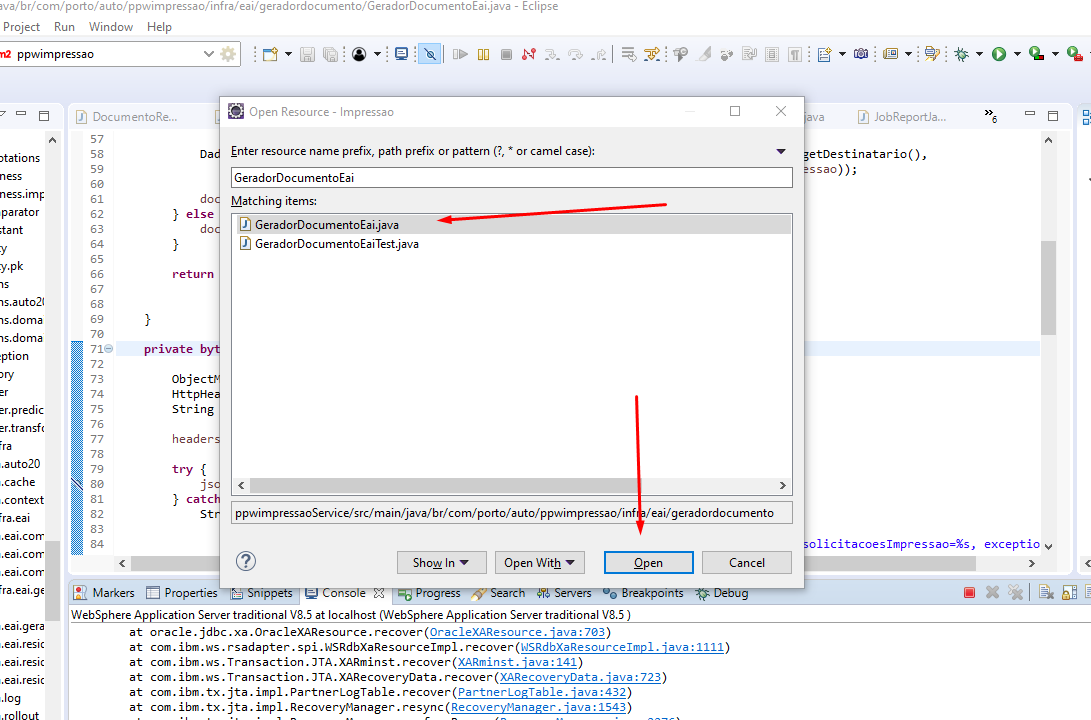 ava/br/com/porto/auto/ppwimpressao/infra/eai/geradordocumento/GeradorDocumentoEai.java - Eclipse
Project Run Window Help
m2 ppwimpressao
DocumentoRe...
java
JobReportJa...
»6
Open Resource - Impressao
Enter resource name prefix, path prefix or pattern (?, * or camel case):
GeradorDocumentoEai
Matching items:
GeradorDocumentoEai.java
GeradorDocumentoEaiTest.java
ppwimpressaoService/src/main/java/br/com/porto/auto/ppwimpressao/infra/eai/geradordocumento
Show In
Open With
Open
Cancel
otations
ness
ness.imp
parator
stant
ty
ty.pk
ns
ns.auto20
ns.doma
ns.doma
eption
ory
er
er.predic
er.transfo
fra
a.auto20
a.cache
a.context
fra.eai
a.eai.com
a.eai.com
a.eai.com
fra.eai.ge
a.eai.gera
a.eai.resid
a.eai.resid
a.eai.resid
a.log
a.rollout
57
58 Dad getDestinatario(),
59 ssao));
60
61 doc
62 } else
63 doc
64 }
65
66 return
67
68
69 }
70
71 private byt
72
73 ObjectM
74 HttpHea
75 String
76
77 headers
78
79 try {
80 jso
81 } catch
82 Str
83
84 solicitacoesImpressao=%s, exceptio
Markers Properties Snippets Console Progress Search Servers Breakpoints Debug
WebSphere Application Server traditional V8.5 at localhost (WebSphere Application Server traditional V8.5 )
at oracle.jdbc.xa.OracleXAResource.recover(OracleXAResource.java:703)
at com.ibm.ws.rsadapter.spi.WSRdbXaResourceImpl.recover(WSRdbXaResourceImpl.java:1111)
at com.ibm.ws.Transaction.JTA.XARminst.recover(XARminst.java:141)
at com.ibm.ws.Transaction.JTA.XARecoveryData.recover(XARecoveryData.java:723)
at com.ibm.tx.jta.impl.PartnerLogTable.recover(PartnerLogTable.java:432)
at com.ibm.tx.jta.impl.RecoveryManager.resync(RecoveryManager.java:1543)